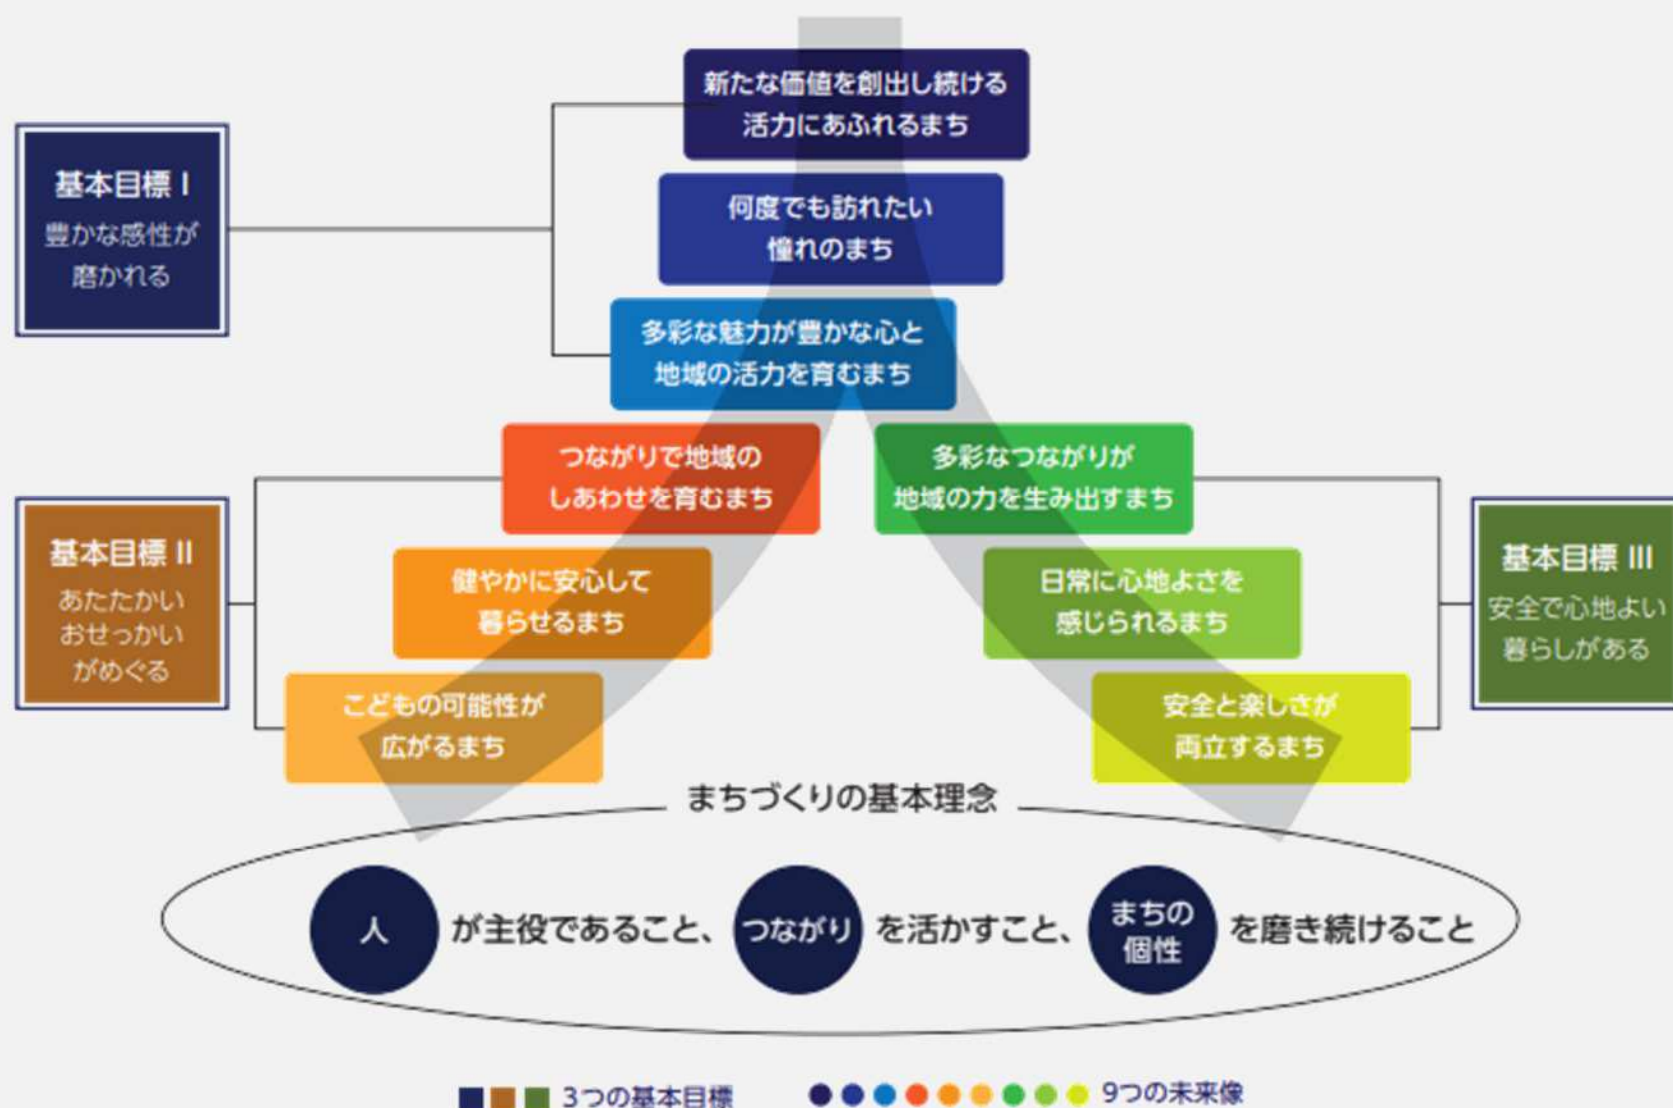 新たな価値を創出し続ける
活力にあふれるまち
基本目標 I
豊かな感性が
磨かれる
何度でも訪れたい
憧れのまち
多彩な魅力が豊かな心と
地域の活力を育むまち
つながりで地域の
しあわせを育むまち
基本目標 II
あたたかい
おせっかい
がめぐる
健やかに安心して
暮らせるまち
こどもの可能性が
広がるまち
多彩なつながりが
地域の力を生み出すまち
基本目標 III
安全で心地よい
暮らしがある
日常に心地よさを
感じられるまち
安全と楽しさが
両立するまち
まちづくりの基本理念
人 が主役であること、 つながり を活かすこと、 まちの個性 を磨き続けること
3つの基本目標
9つの未来像